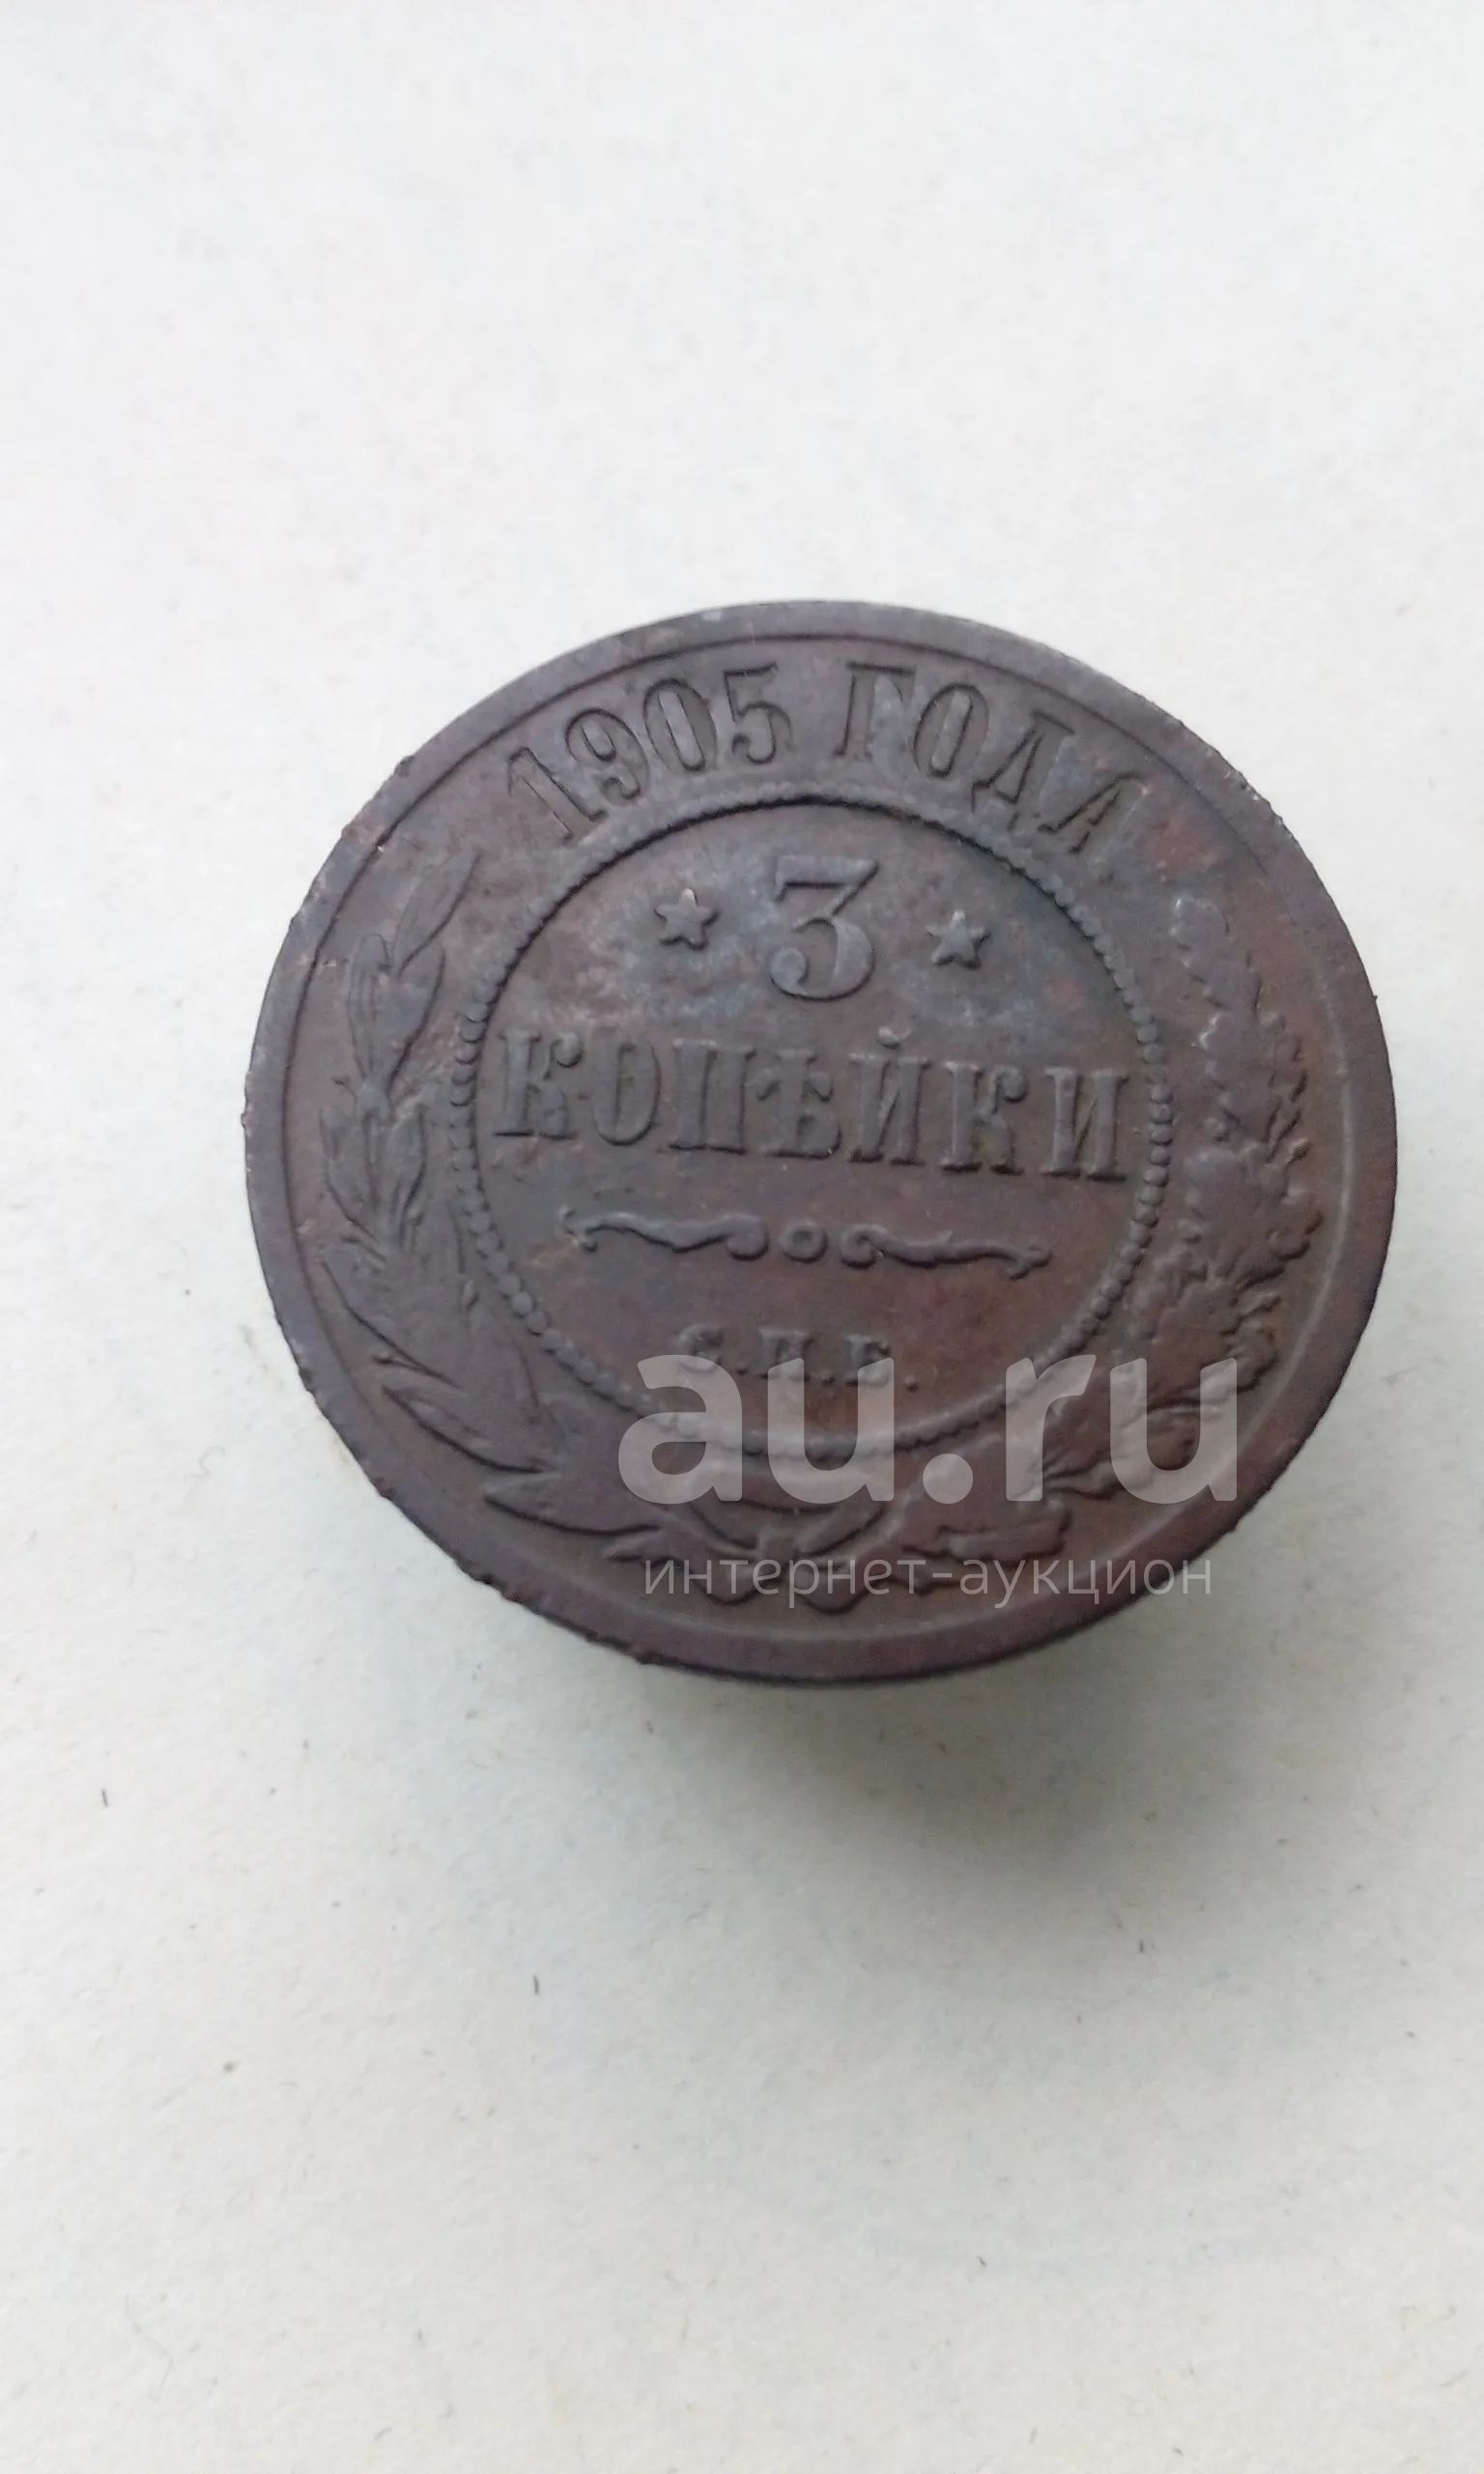 1905 ГОДА
3
КОПѢЙКИ
С.П.Б.
au.ru
интернет-аукцион